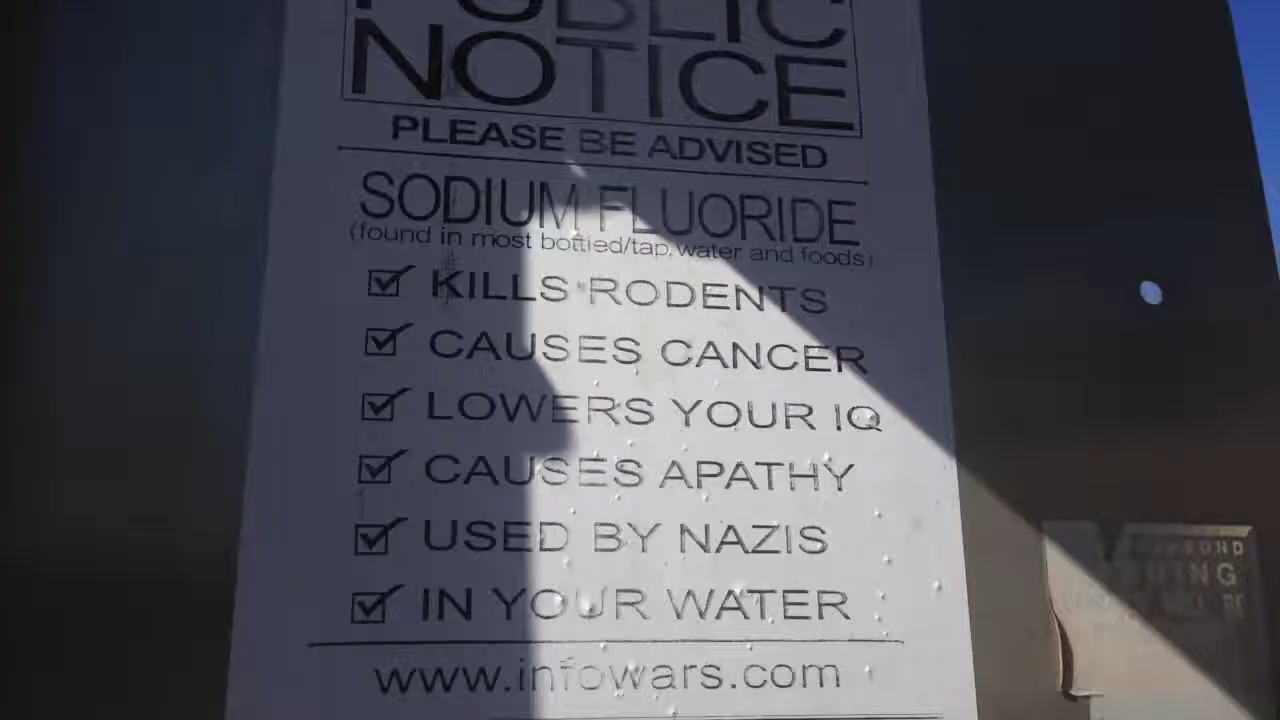 PUBLIC
NOTICE
PLEASE BE ADVISED
SODIUM FLUORIDE
(found in most bottled/tap water and foods)
KILLS RODENTS
CAUSES CANCER
LOWERS YOUR IQ
CAUSES APATHY
USED BY NAZIS
IN YOUR WATER
www.infowars.com